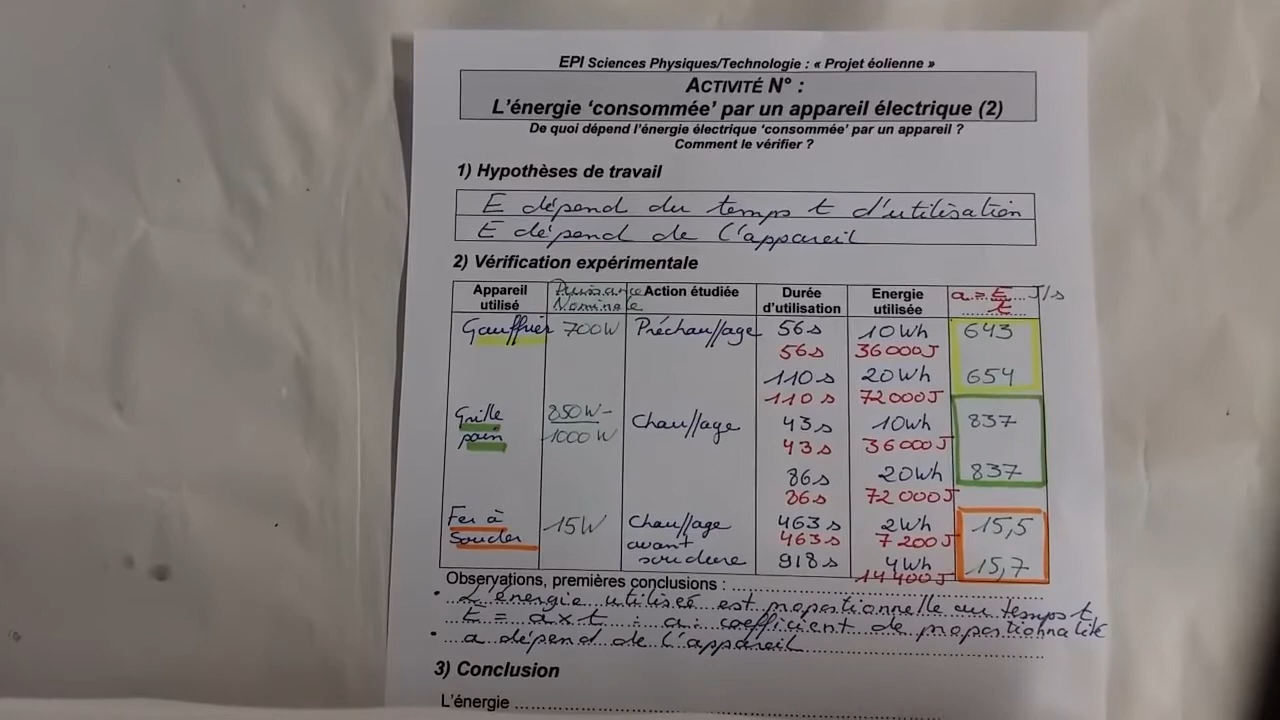 EPI Sciences Physiques/Technologie : « Projet éolienne »
ACTIVITÉ N° :
L'énergie 'consommée' par un appareil électrique (2)
De quoi dépend l'énergie électrique 'consommée' par un appareil ?
Comment le vérifier ?
1) Hypothèses de travail
E dépend du temps t d'utilisation
E dépend de l'appareil
2) Vérification expérimentale
Appareil utilisé Puissance Nominale Action étudiée Durée d'utilisation Energie utilisée a = E/t J/s
Gauffrier 700W Préchauffage 56s 10Wh 643
56s 36000J
110s 20Wh 654
110s 72000J
Grille pain 850W-1000W Chauffage 43s 10Wh 837
43s 36000J
86s 20Wh 837
86s 72000J
Fer à Souder 15W Chauffage avant soudure 463s 2Wh 15,5
463s 7200J
918s 4Wh 15,7
14400J
Observations, premières conclusions :
• L'énergie utilisée est proportionnelle au temps t,
E = a x t : a : coefficient de proportionnalité
• a dépend de l'appareil
3) Conclusion
L'énergie